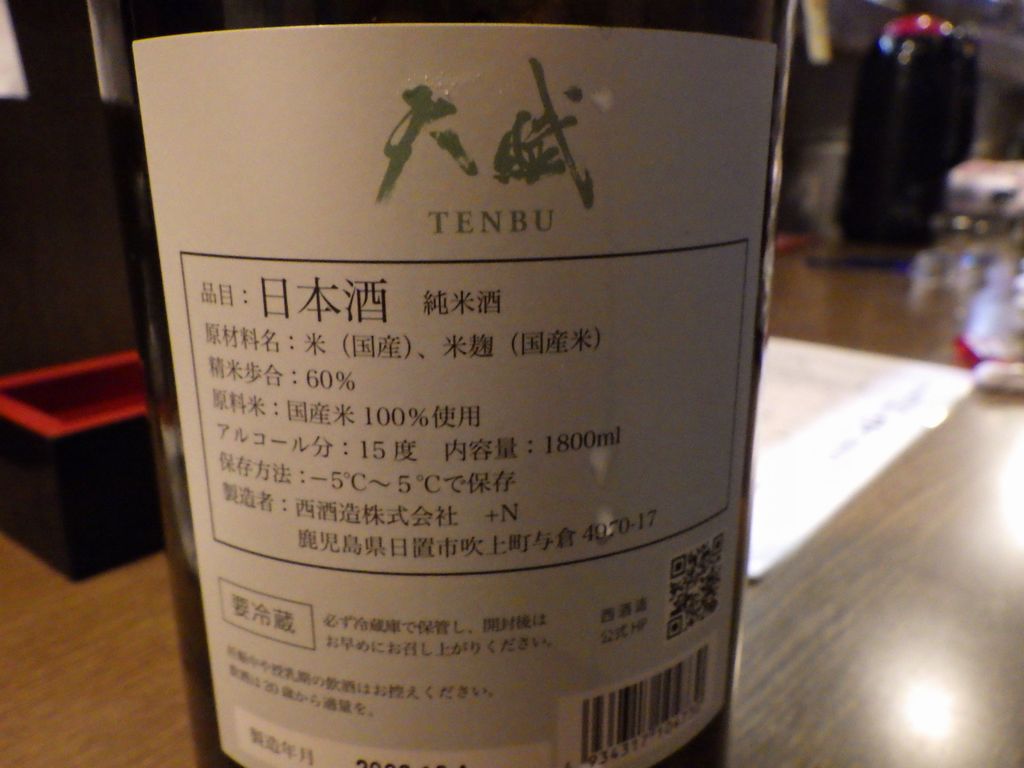 天賦
TENBU
品目：日本酒　純米酒
原材料名：米（国産）、米麹（国産米）
精米歩合：60%
原料米：国産米100%使用
アルコール分：15度　内容量：1800ml
保存方法：−5℃〜5℃で保存
製造者：西酒造株式会社　+N
鹿児島県日置市吹上町与倉4970-17
要冷蔵
必ず冷蔵庫で保管し、開封後は
お早めにお召し上がりください。
西酒造
公式HP
妊娠中や授乳期の飲酒はお控えください。
飲酒は20歳から適量を。
製造年月